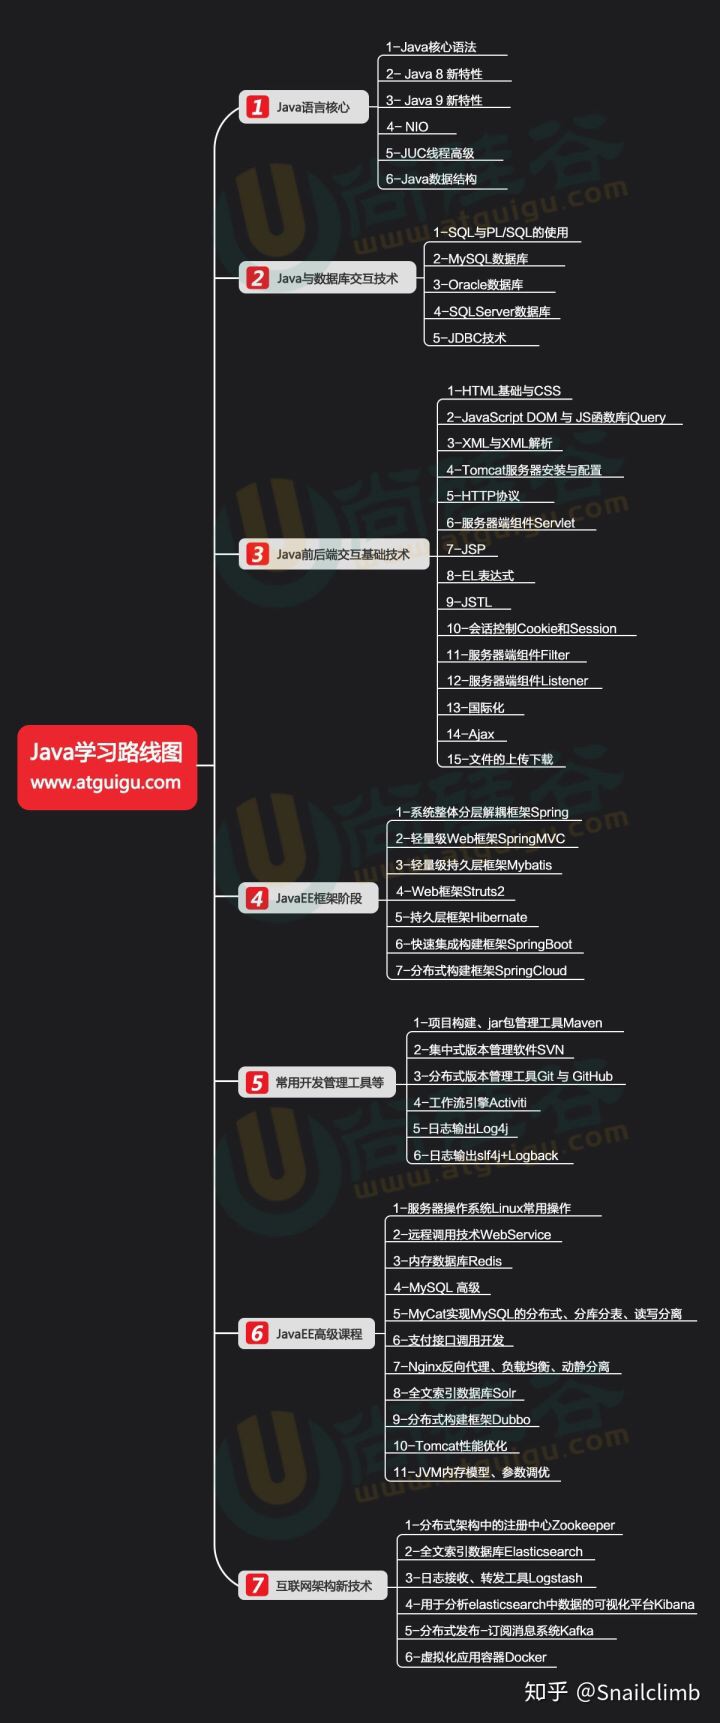 Java学习路线图
www.atguigu.com
1 Java语言核心
1-Java核心语法
2- Java 8 新特性
3- Java 9 新特性
4- NIO
5-JUC线程高级
6-Java数据结构
2 Java与数据库交互技术
1-SQL与PL/SQL的使用
2-MySQL数据库
3-Oracle数据库
4-SQLServer数据库
5-JDBC技术
3 Java前后端交互基础技术
1-HTML基础与CSS
2-JavaScript DOM 与 JS函数库jQuery
3-XML与XML解析
4-Tomcat服务器安装与配置
5-HTTP协议
6-服务器端组件Servlet
7-JSP
8-EL表达式
9-JSTL
10-会话控制Cookie和Session
11-服务器端组件Filter
12-服务器端组件Listener
13-国际化
14-Ajax
15-文件的上传下载
4 JavaEE框架阶段
1-系统整体分层解耦框架Spring
2-轻量级Web框架SpringMVC
3-轻量级持久层框架Mybatis
4-Web框架Struts2
5-持久层框架Hibernate
6-快速集成构建框架SpringBoot
7-分布式构建框架SpringCloud
5 常用开发管理工具等
1-项目构建、jar包管理工具Maven
2-集中式版本管理软件SVN
3-分布式版本管理工具Git 与 GitHub
4-工作流引擎Activiti
5-日志输出Log4j
6-日志输出slf4j+Logback
6 JavaEE高级课程
1-服务器操作系统Linux常用操作
2-远程调用技术WebService
3-内存数据库Redis
4-MySQL 高级
5-MyCat实现MySQL的分布式、分库分表、读写分离
6-支付接口调用开发
7-Nginx反向代理、负载均衡、动静分离
8-全文索引数据库Solr
9-分布式构建框架Dubbo
10-Tomcat性能优化
11-JVM内存模型、参数调优
7 互联网架构新技术
1-分布式架构中的注册中心Zookeeper
2-全文索引数据库Elasticsearch
3-日志接收、转发工具Logstash
4-用于分析elasticsearch中数据的可视化平台Kibana
5-分布式发布-订阅消息系统Kafka
6-虚拟化应用容器Docker
尚硅谷
www.atguigu.com
尚硅谷
www.atguigu.com
尚硅谷
www.atguigu.com
尚硅谷
www.atguigu.com
尚硅谷
www.atguigu.com
知乎 @Snailclimb